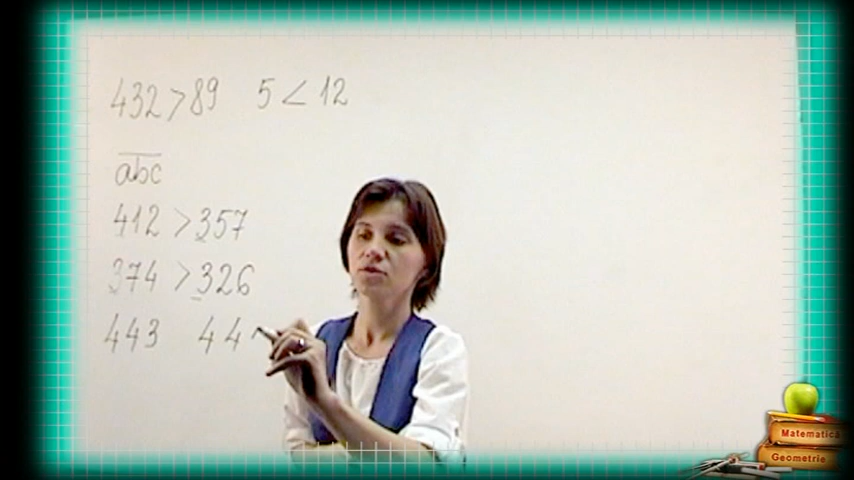 432 > 89 5 < 12
abc
412 > 357
374 > 326
443 44
Matematică
Geometrie